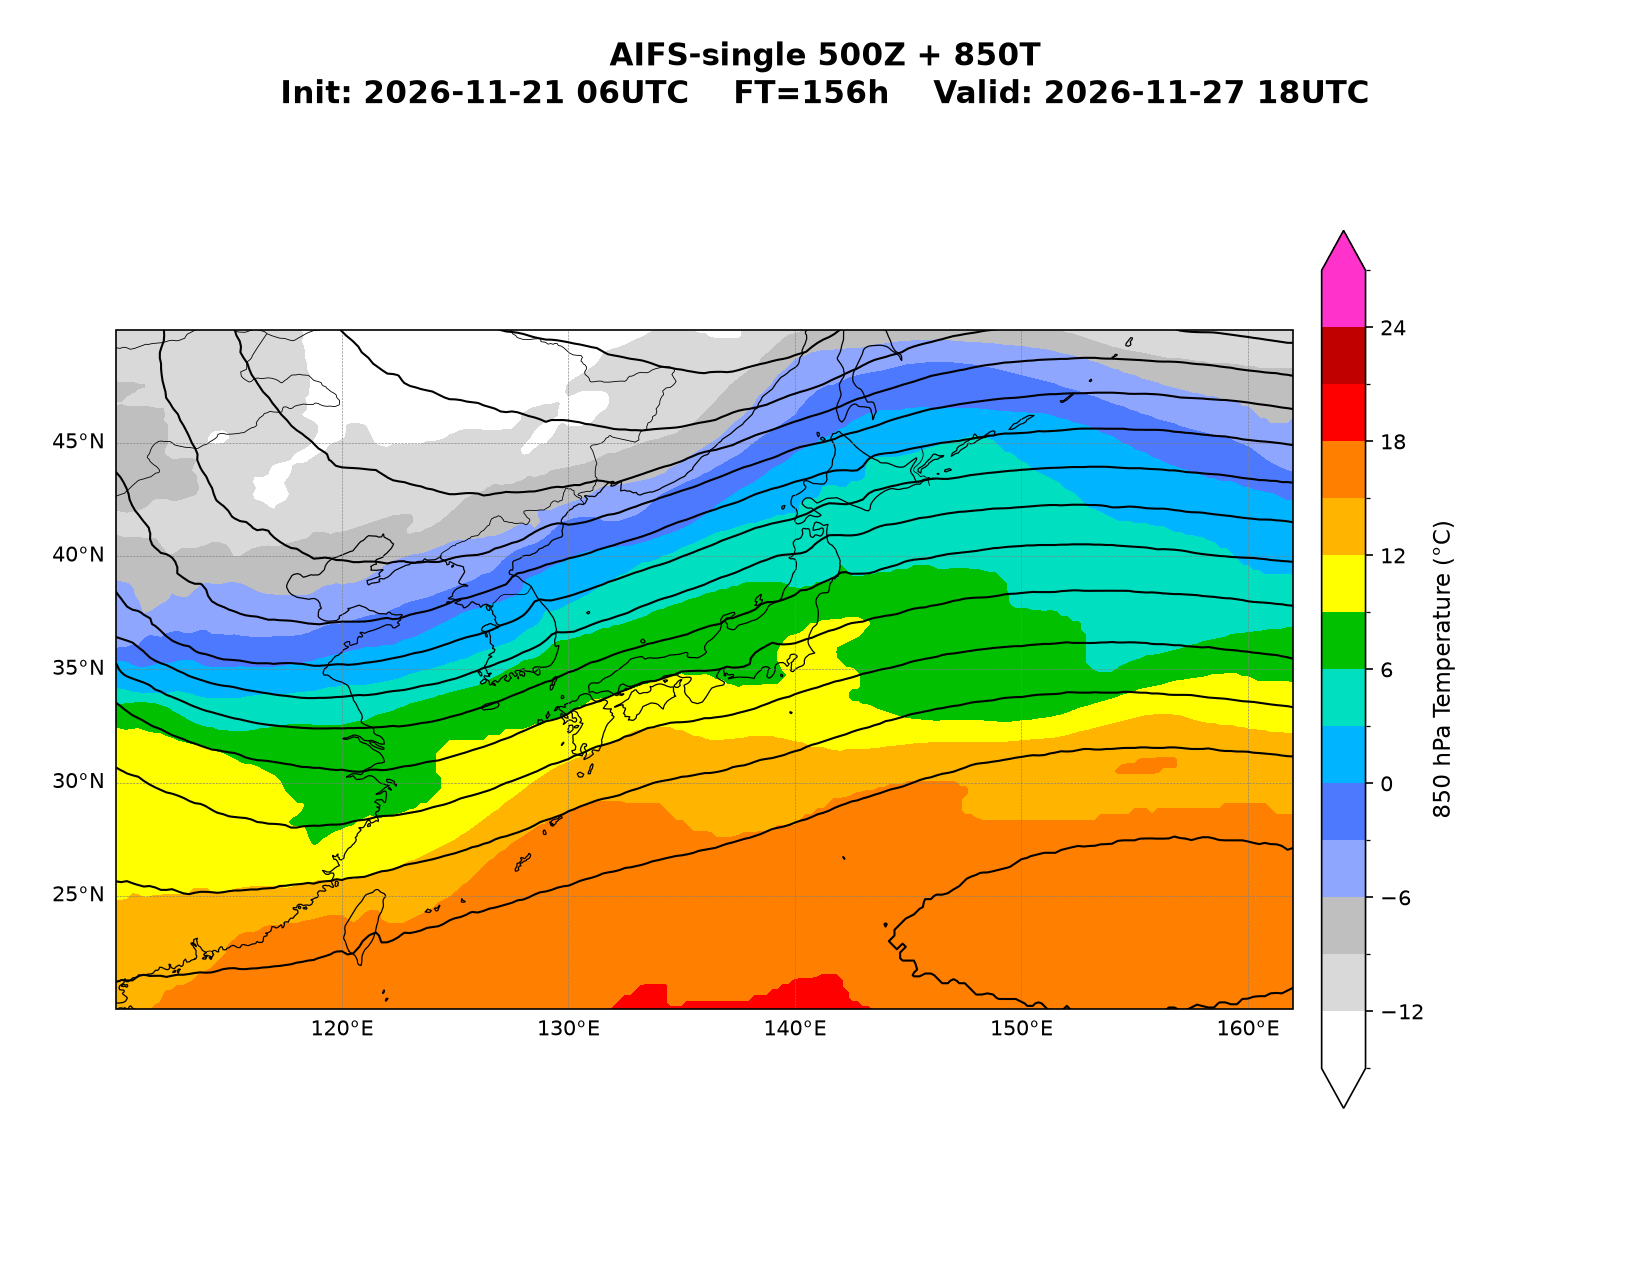 AIFS-single 500Z + 850T
Init: 2026-11-21 06UTC FT=156h Valid: 2026-11-27 18UTC
45°N
40°N
35°N
30°N
25°N
120°E
130°E
140°E
150°E
160°E
24
18
12
6
0
−6
−12
850 hPa Temperature (°C)